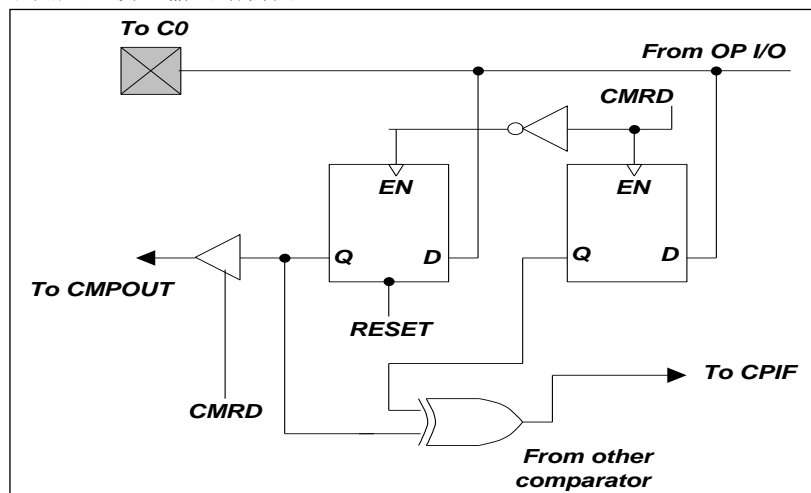 To C0
From OP I/O
CMRD
EN
EN
Q
D
Q
D
To CMPOUT
RESET
To CPIF
CMRD
From other
comparator